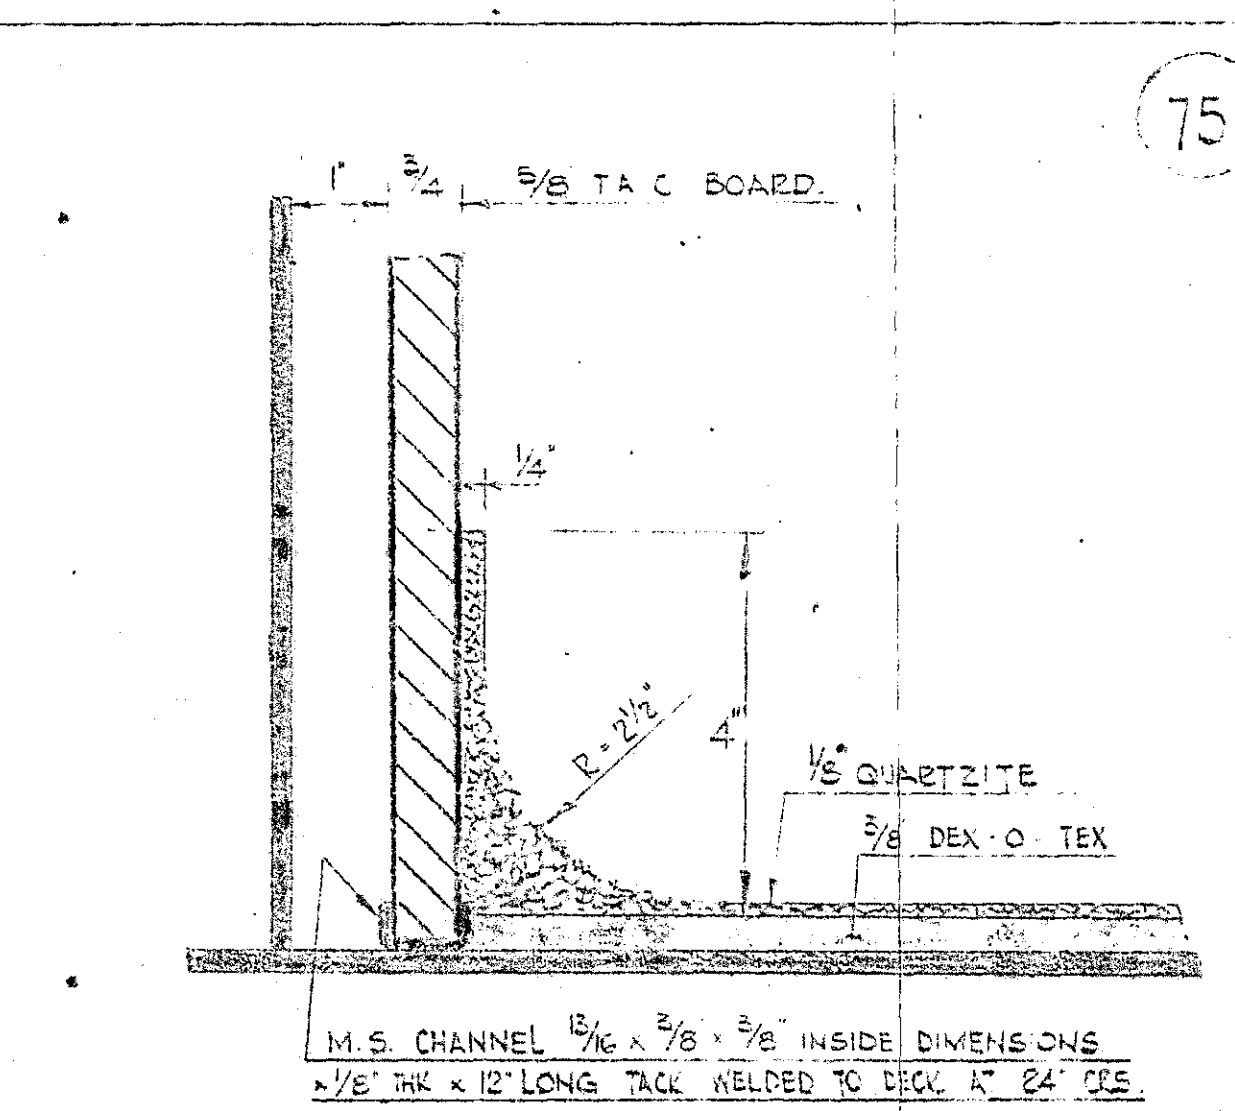 75
1" 3/4 5/8 TAC BOARD.
1/4"
R = 2 1/2"
4"
1/8" QUARTZITE
3/8 DEX-O-TEX
M.S. CHANNEL 13/16 x 3/8 x 3/8" INSIDE DIMENSIONS
x 1/8" THK x 12" LONG TACK WELDED TO DECK AT 24" CRS.